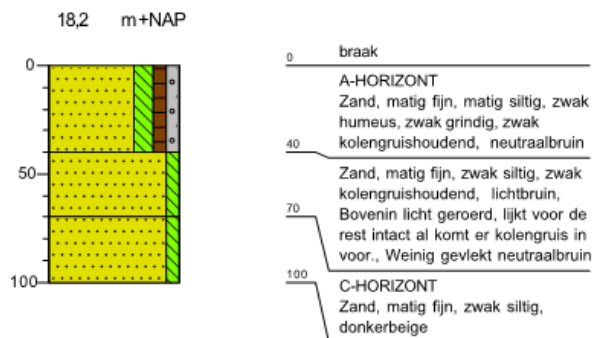 18,2 m+NAP
0
50
100
0 braak
A-HORIZONT
Zand, matig fijn, matig siltig, zwak
humeus, zwak grindig, zwak
40 kolengruishoudend, neutraalbruin
Zand, matig fijn, zwak siltig, zwak
kolengruishoudend, lichtbruin,
70 Bovenin licht geroerd, lijkt voor de
rest intact al komt er kolengruis in
voor., Weinig gevlekt neutraalbruin
100 C-HORIZONT
Zand, matig fijn, zwak siltig,
donkerbeige